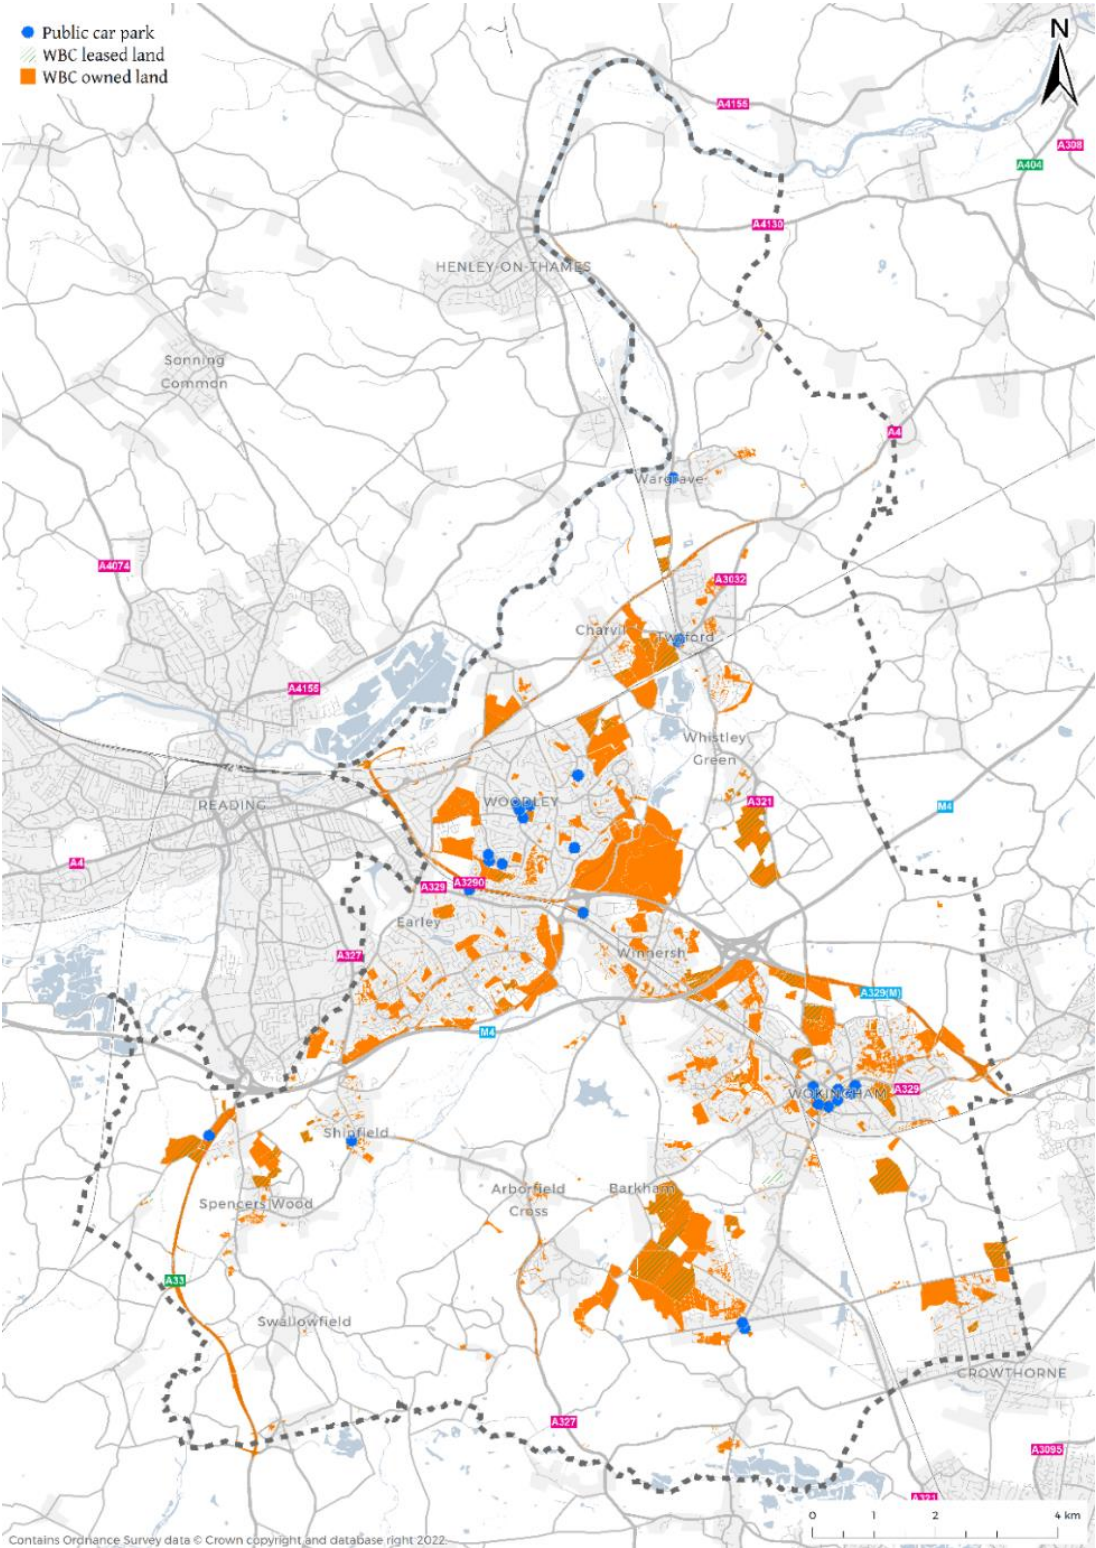 Public car park
WBC leased land
WBC owned land
N
A4155
A308
A404
A4130
HENLEY-ON-THAMES
Sonning
Common
A4
Wargrave
A4074
A3032
Charvil
Twyford
A4155
Whistley
Green
READING
WOODLEY
A321
M4
A4
A329
A3290
Earley
A327
Winnersh
A329(M)
M4
WOKINGHAM
A329
Shinfield
Spencers Wood
Arborfield
Cross
Barkham
A33
Swallowfield
CROWTHORNE
A327
A3095
A321
0 1 2 4 km
Contains Ordnance Survey data © Crown copyright and database right 2022